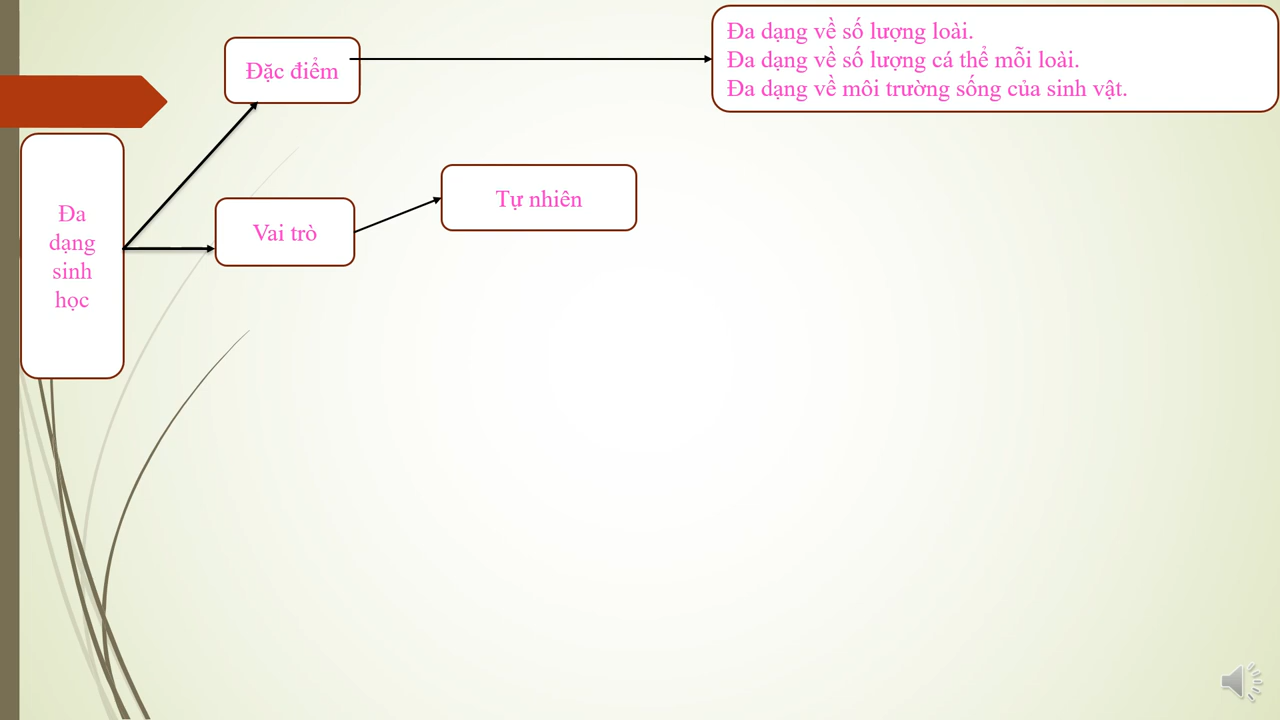 Đặc điểm
Đa dạng về số lượng loài.
Đa dạng về số lượng cá thể mỗi loài.
Đa dạng về môi trường sống của sinh vật.
Đa
dạng
sinh
học
Vai trò
Tự nhiên